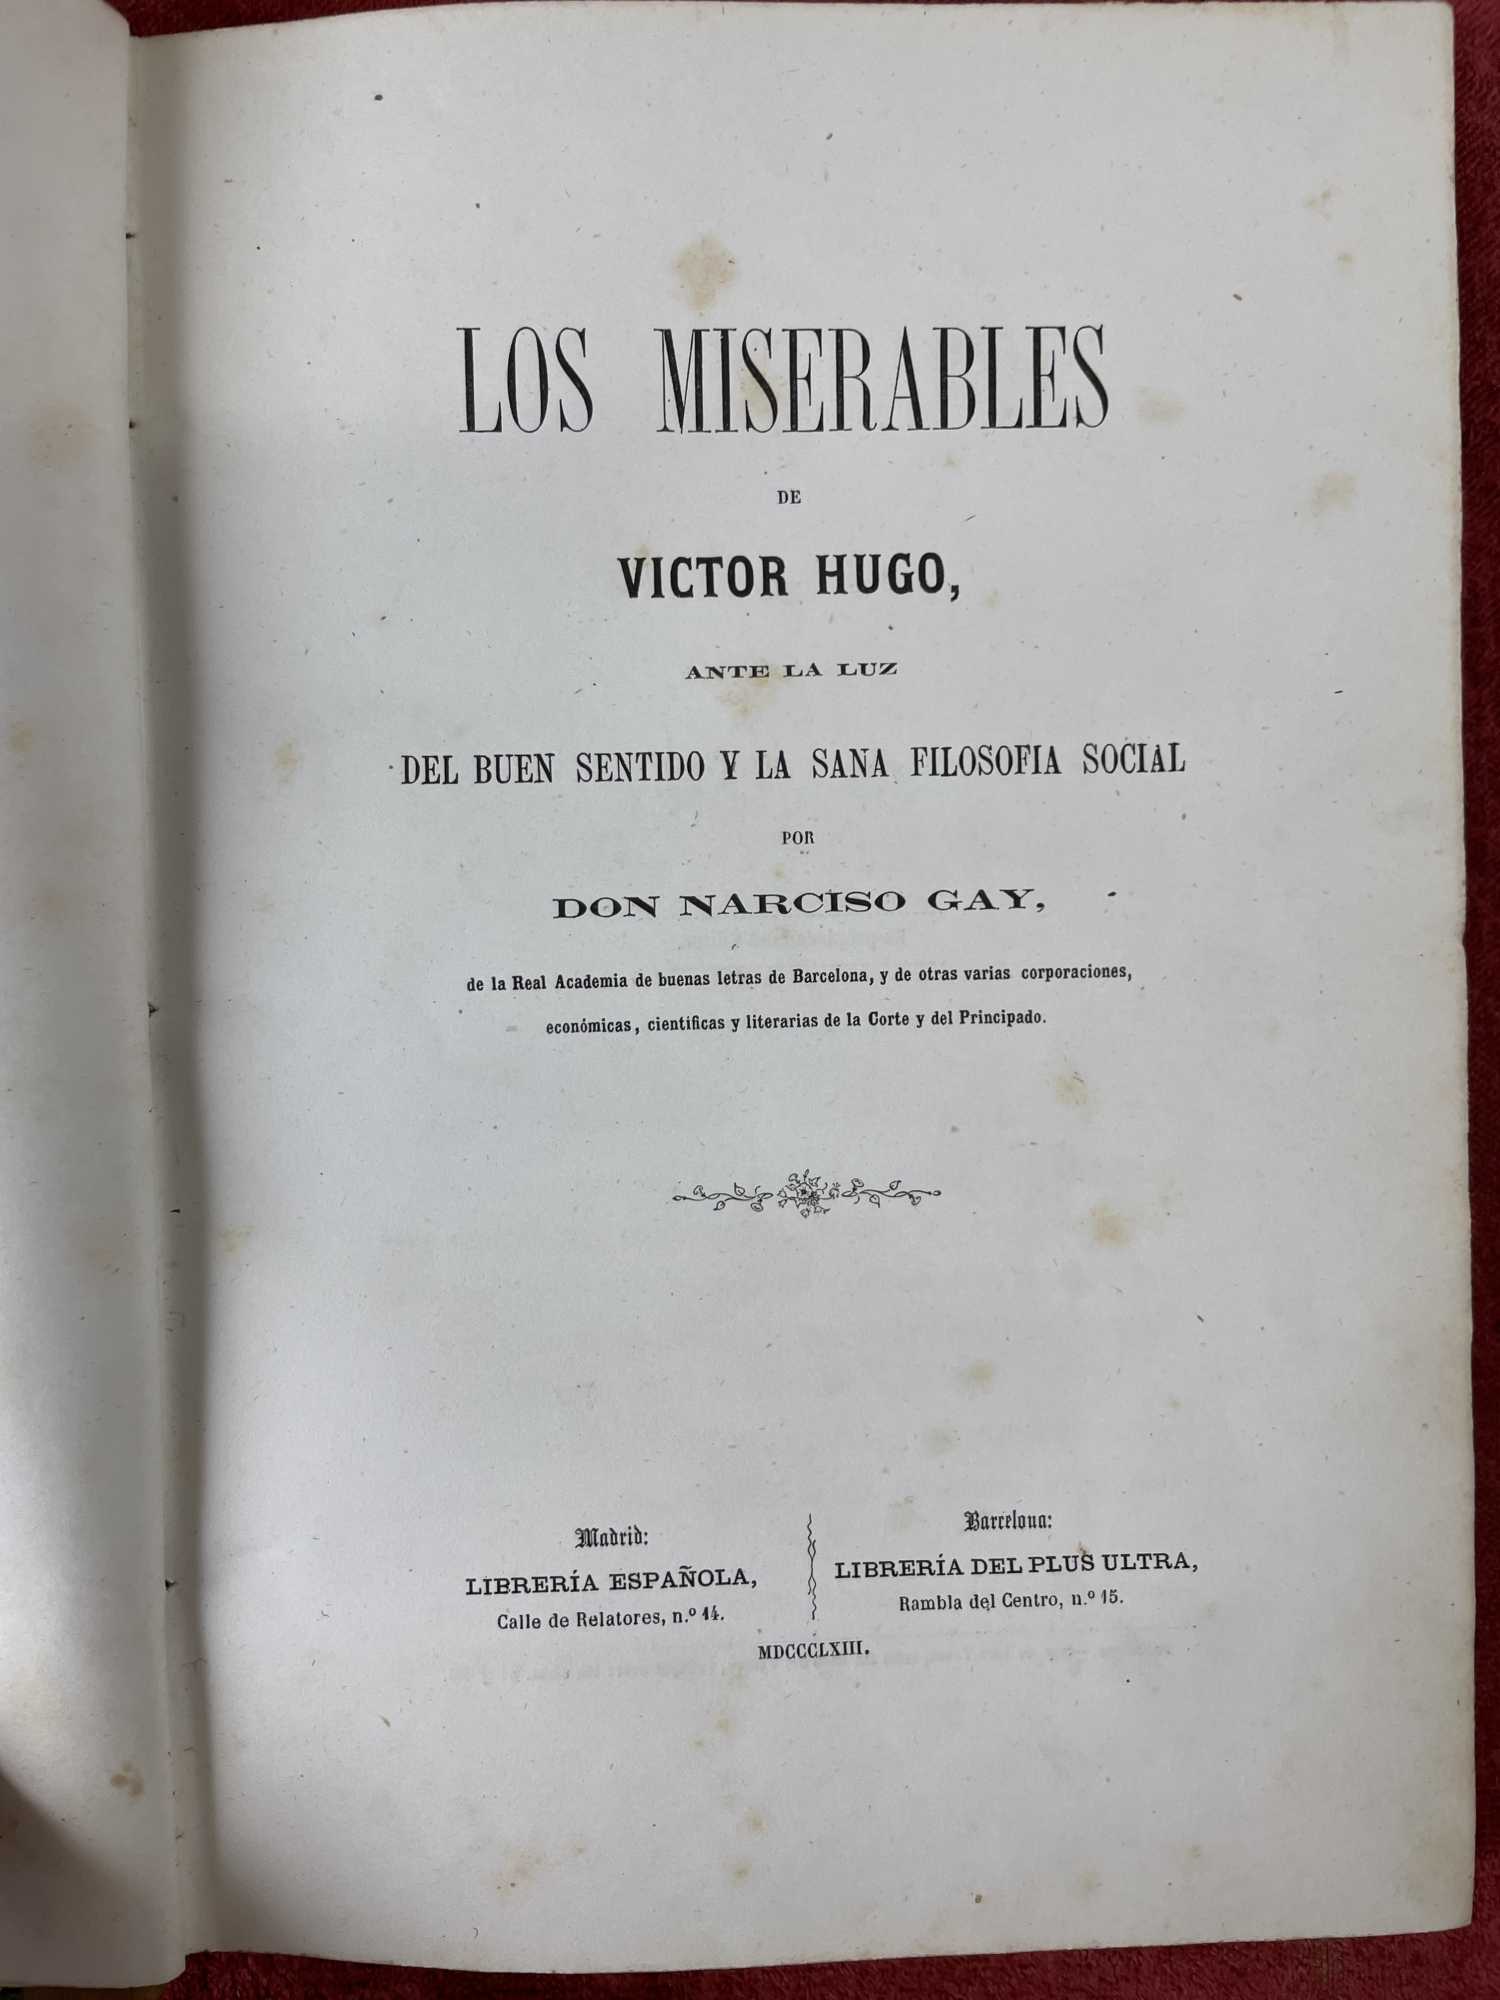 LOS MISERABLES
DE
VICTOR HUGO,
ANTE LA LUZ
DEL BUEN SENTIDO Y LA SANA FILOSOFIA SOCIAL
POR
DON NARCISO GAY,
de la Real Academia de buenas letras de Barcelona, y de otras varias corporaciones,
económicas, científicas y literarias de la Corte y del Principado.
Madrid:
LIBRERÍA ESPAÑOLA,
Calle de Relatores, n.º 14.
Barcelona:
LIBRERÍA DEL PLUS ULTRA,
Rambla del Centro, n.º 15.
MDCCCLXIII.